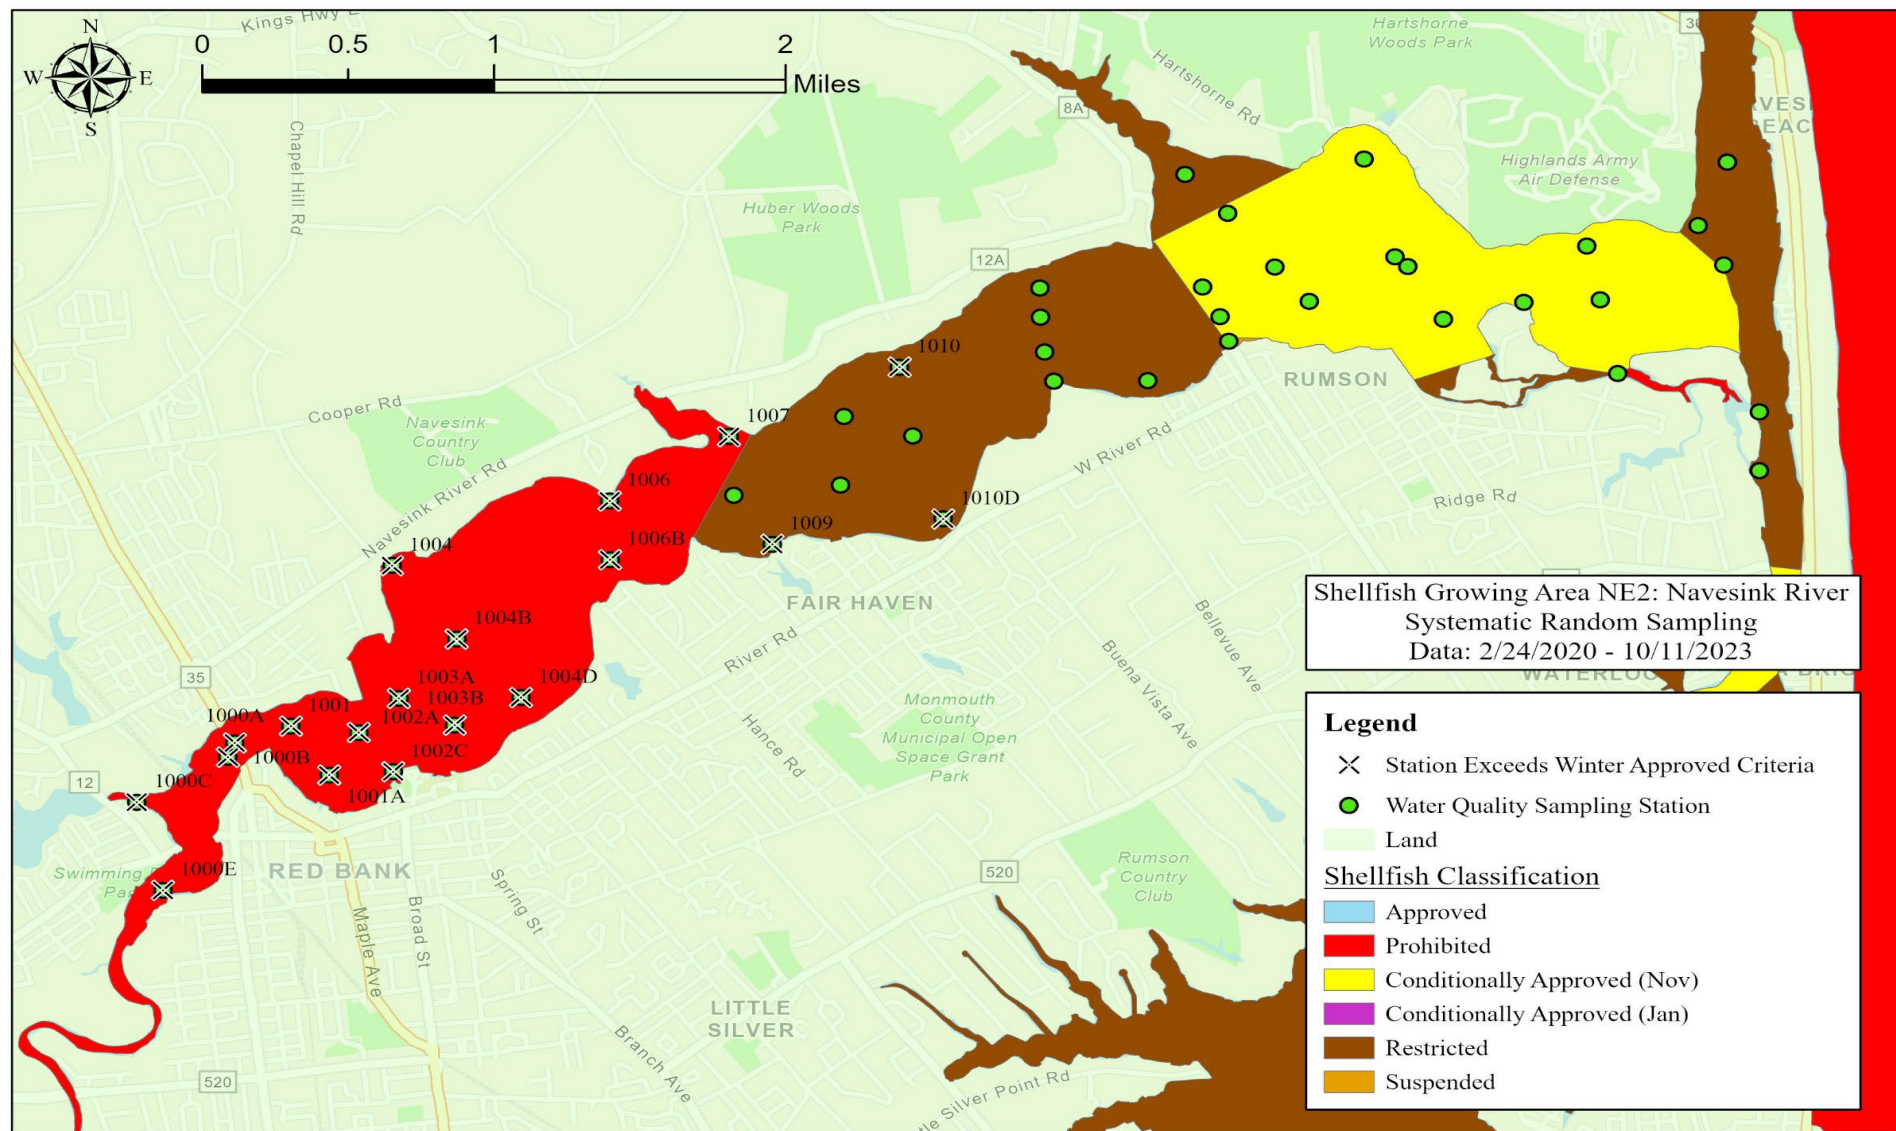 Kings Hwy E
N
W
E
S
0
0.5
1
2
Miles
Chapel Hill Rd
8A
Hartshorne Rd
Hartshorne
Woods Park
Highlands Army
Air Defense
Huber Woods
Park
12A
1010
RUMSON
Cooper Rd
Navesink
Country
Club
Navesink River Rd
1007
W River Rd
Ridge Rd
1006
1010D
1009
1006B
1004
FAIR HAVEN
River Rd
Bellevue Ave
Buena Vista Ave
1004B
35
1003A
1003B
1004D
1001
1002A
1000A
1000B
1002C
1001A
1000C
12
Hance Rd
Monmouth
County
Municipal Open
Space Grant
Park
Shellfish Growing Area NE2: Navesink River
Systematic Random Sampling
Data: 2/24/2020 - 10/11/2023
1000E
Swimming
RED BANK
Maple Ave
Broad St
Spring St
520
Rumson
Country
Club
LITTLE
SILVER
Branch Ave
520
Silver Point Rd
Legend
Station Exceeds Winter Approved Criteria
Water Quality Sampling Station
Land
Shellfish Classification
Approved
Prohibited
Conditionally Approved (Nov)
Conditionally Approved (Jan)
Restricted
Suspended